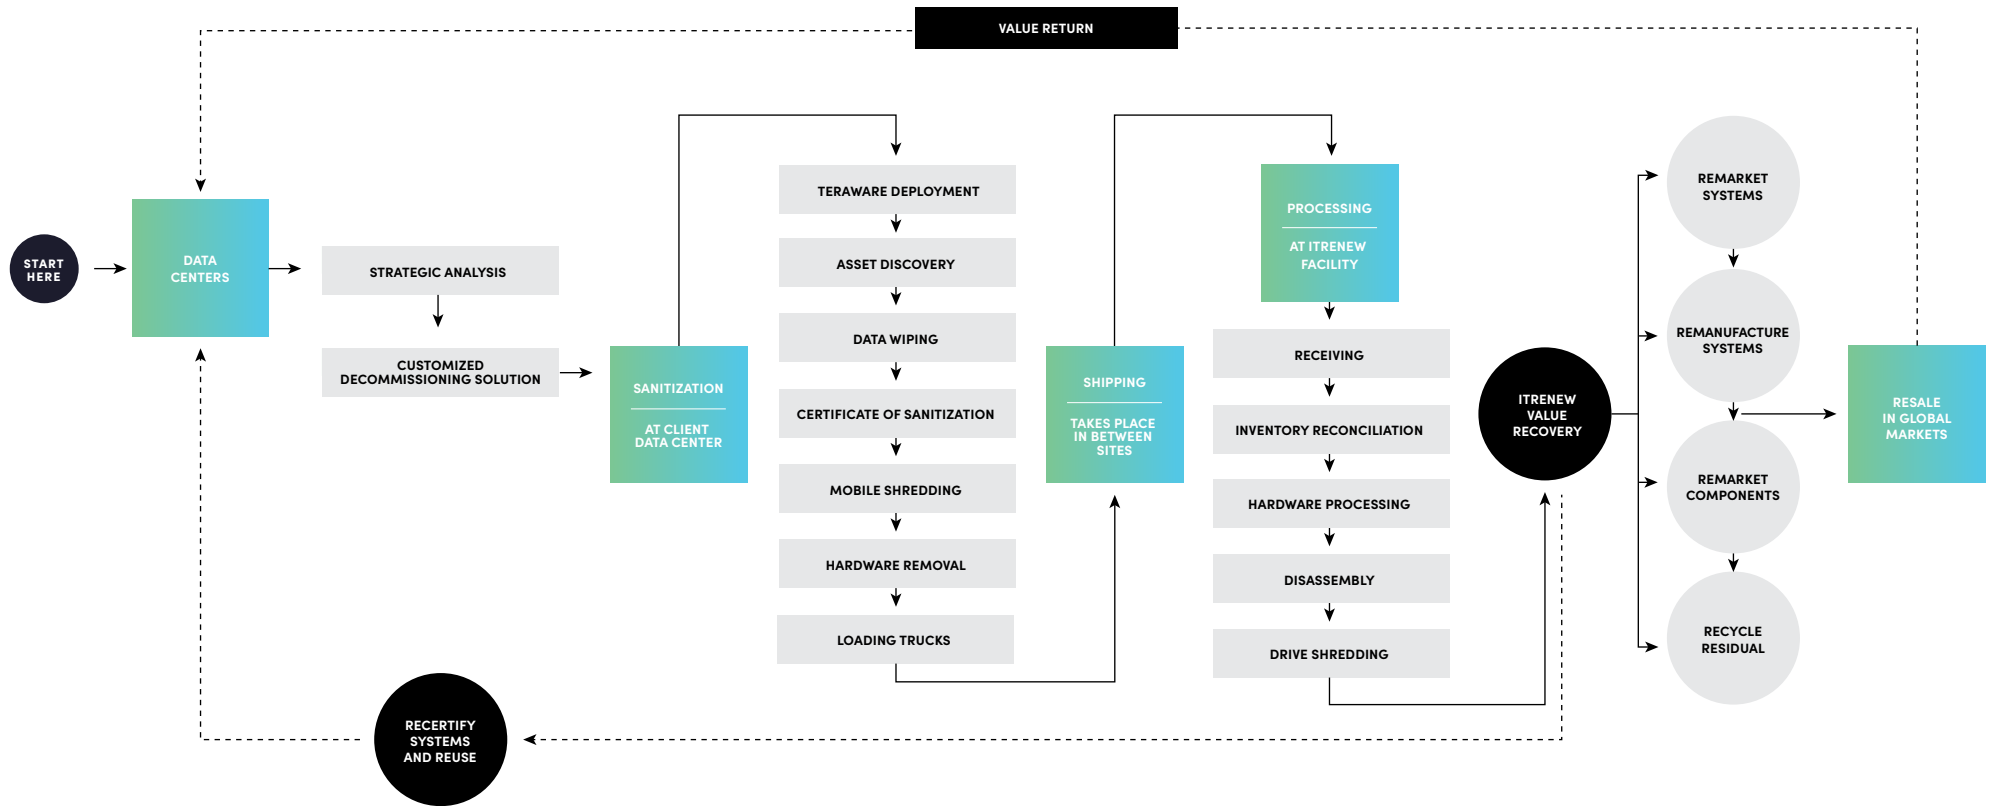 VALUE RETURN
START
HERE
DATA
CENTERS
STRATEGIC ANALYSIS
CUSTOMIZED
DECOMMISSIONING SOLUTION
SANITIZATION
AT CLIENT
DATA CENTER
TERAWARE DEPLOYMENT
ASSET DISCOVERY
DATA WIPING
CERTIFICATE OF SANITIZATION
MOBILE SHREDDING
HARDWARE REMOVAL
LOADING TRUCKS
SHIPPING
TAKES PLACE
IN BETWEEN
SITES
PROCESSING
AT ITRENEW
FACILITY
RECEIVING
INVENTORY RECONCILIATION
HARDWARE PROCESSING
DISASSEMBLY
DRIVE SHREDDING
ITRENEW
VALUE
RECOVERY
REMARKET
SYSTEMS
REMANUFACTURE
SYSTEMS
REMARKET
COMPONENTS
RECYCLE
RESIDUAL
RESALE
IN GLOBAL
MARKETS
RECERTIFY
SYSTEMS
AND REUSE